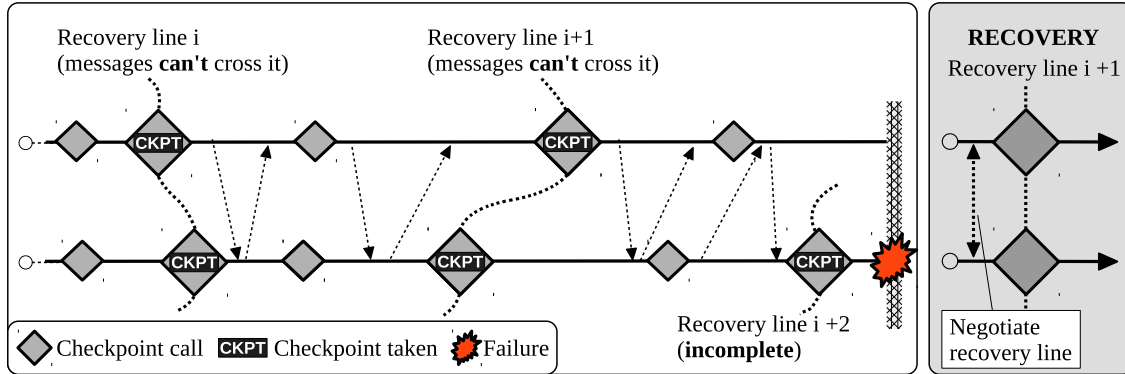 Recovery line i
(messages can't cross it)
Recovery line i+1
(messages can't cross it)
CKPT
CKPT
CKPT
CKPT
CKPT
Recovery line i +2
(incomplete)
Checkpoint call
CKPT
Checkpoint taken
Failure
RECOVERY
Recovery line i +1
Negotiate
recovery line